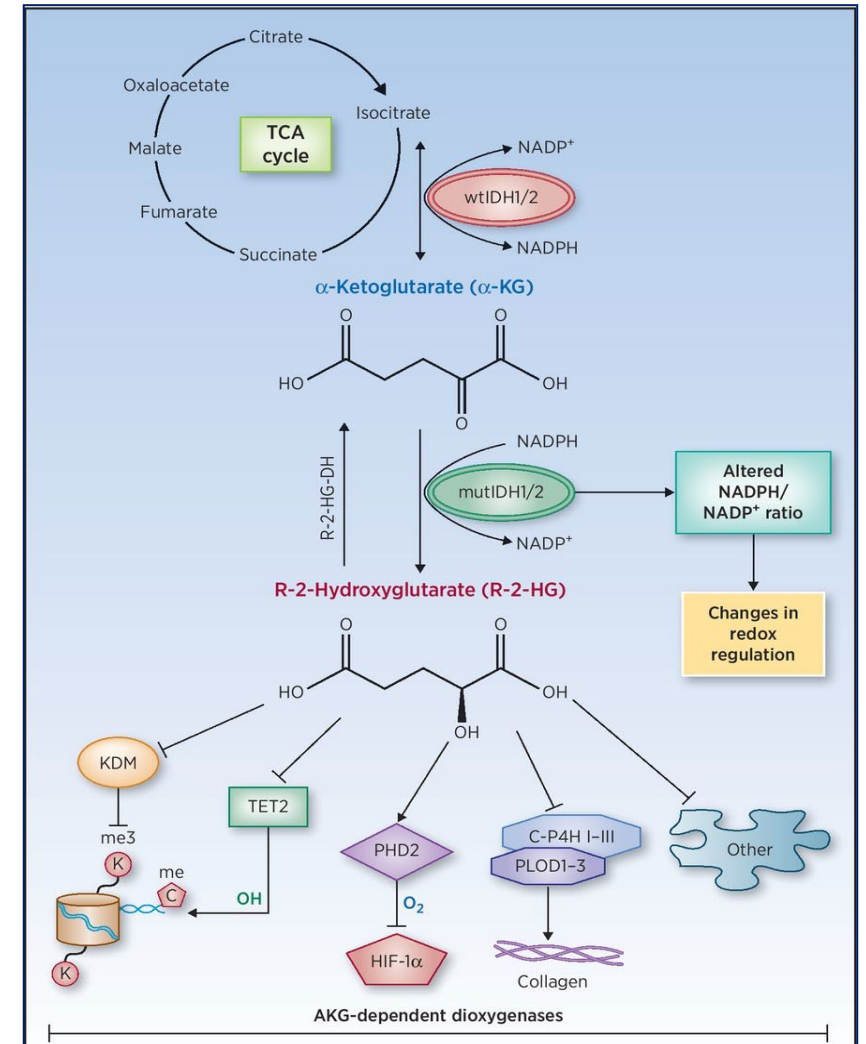 Citrate
Oxaloacetate
Isocitrate
TCA
cycle
Malate
NADP⁺
wtIDH1/2
Fumarate
NADPH
Succinate
α-Ketoglutarate (α-KG)
O
O
HO
OH
O
NADPH
R-2-HG-DH
mutIDH1/2
Altered
NADPH/
NADP⁺ ratio
NADP⁺
R-2-Hydroxyglutarate (R-2-HG)
Changes in
redox
regulation
O
O
HO
OH
OH
KDM
TET2
me3
K
me
C
OH
K
PHD2
O₂
HIF-1α
C-P4H I–III
PLOD1–3
Collagen
Other
AKG-dependent dioxygenases